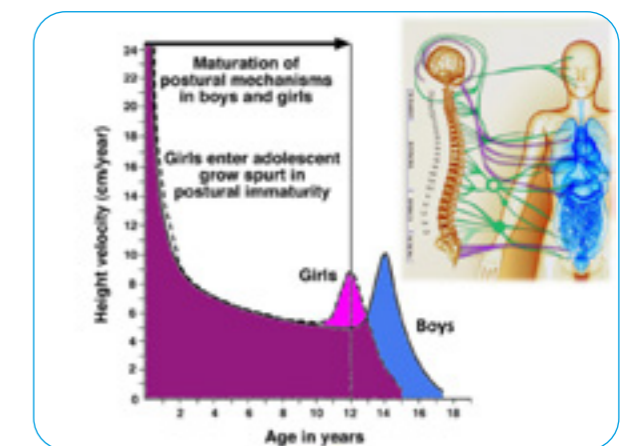 24
22
20
18
16
14
12
10
8
6
4
2
0
Height velocity (cm/year)
Maturation of
postural mechanisms
in boys and girls
Girls enter adolescent
grow spurt in
postural immaturity
Girls
Boys
2 4 6 8 10 12 14 16 18
Age in years